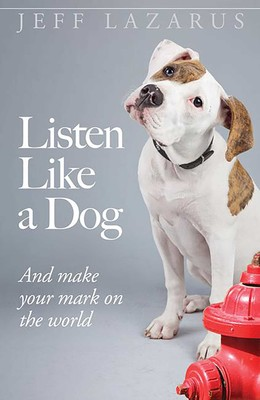 JEFF LAZARUS
Listen
Like
a Dog
And make
your mark on
the world